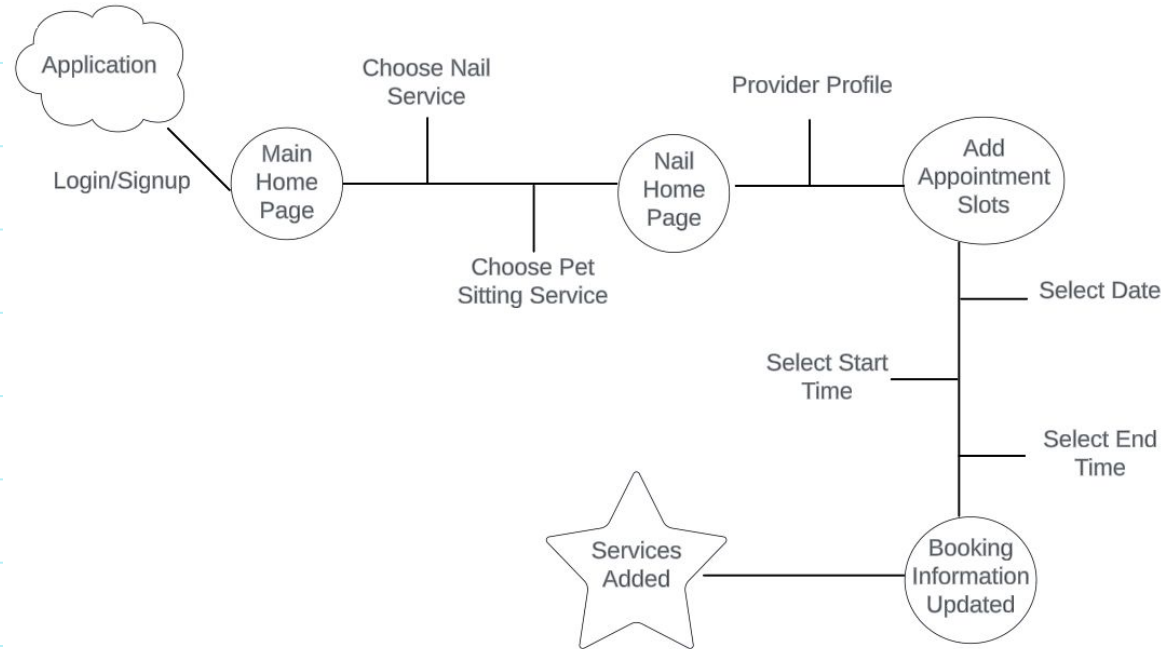 Application
Login/Signup
Main
Home
Page
Choose Nail
Service
Choose Pet
Sitting Service
Nail
Home
Page
Provider Profile
Add
Appointment
Slots
Select Date
Select Start
Time
Select End
Time
Booking
Information
Updated
Services
Added